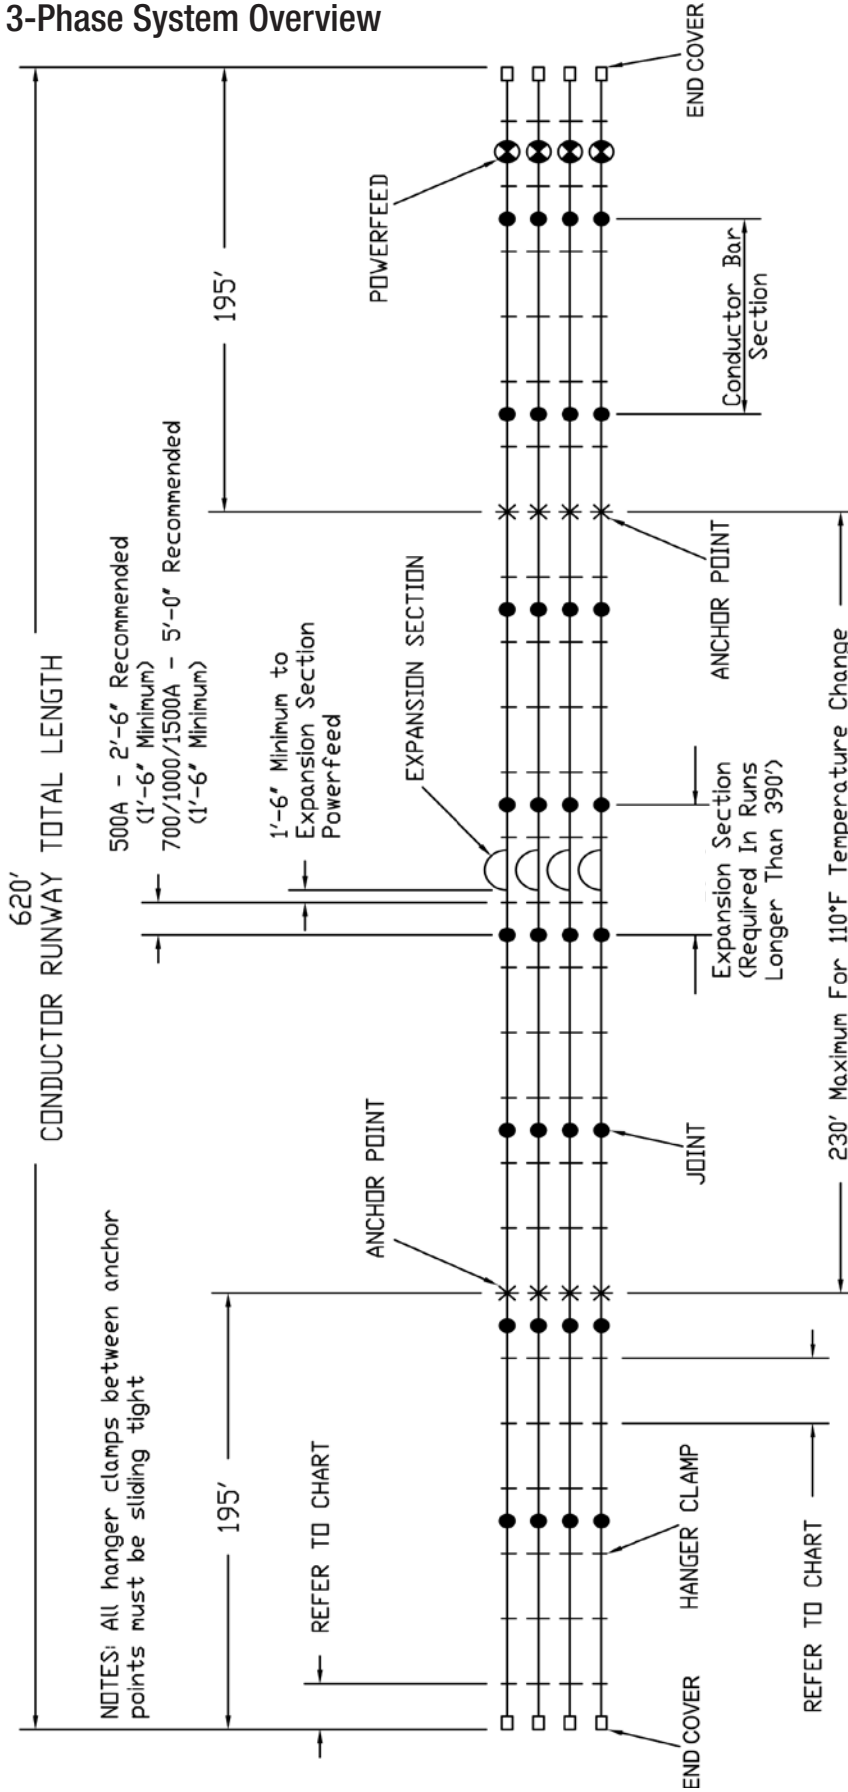 3-Phase System Overview
620'
CONDUCTOR RUNWAY TOTAL LENGTH
NOTES: All hanger clamps between anchor
points must be sliding tight
500A - 2'-6" Recommended
(1'-6" Minimum)
700/1000/1500A - 5'-0" Recommended
(1'-6" Minimum)
195'
195'
1'-6" Minimum to
Expansion Section
Powerfeed
REFER TO CHART
ANCHOR POINT
EXPANSION SECTION
POWERFEED
END COVER
HANGER CLAMP
JOINT
ANCHOR POINT
END COVER
Expansion Section
(Required In Runs
Longer Than 390')
Conductor Bar
Section
REFER TO CHART
230' Maximum For 110°F Temperature Change